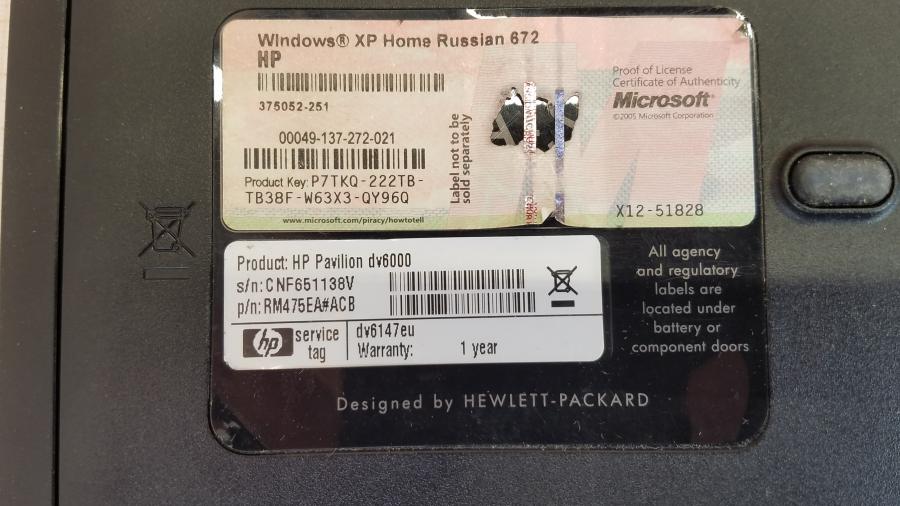 Windows® XP Home Russian 672
HP
375052-251
00049-137-272-021
Product Key: P7TKQ-222TB-
TB38F-W63X3-QY96Q
www.microsoft.com/piracy/howtotell
Label not to be
sold separately
Proof of License
Certificate of Authenticity
Microsoft®
©2005 Microsoft Corporation
X12-51828
Product: HP Pavilion dv6000
s/n: CNF651138V
p/n: RM475EA#ACB
hp service
tag
dv6147eu
Warranty: 1 year
All agency
and regulatory
labels are
located under
battery or
component doors
Designed by HEWLETT-PACKARD